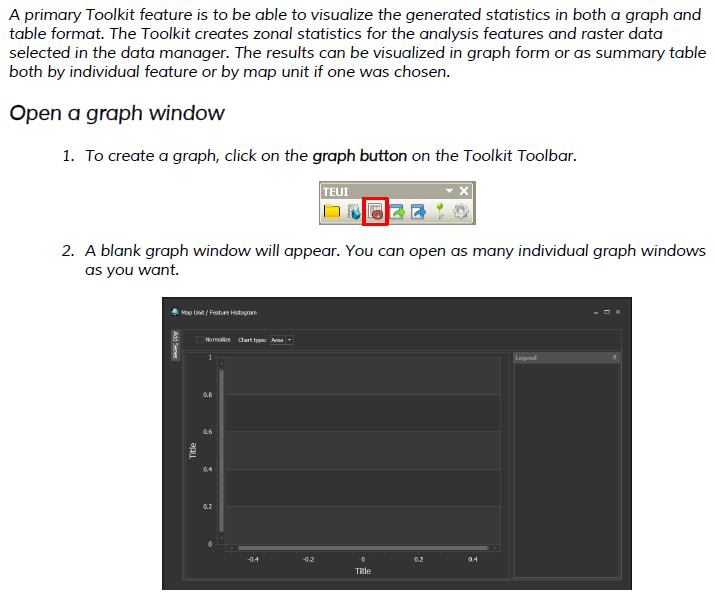 A primary Toolkit feature is to be able to visualize the generated statistics in both a graph and
table format. The Toolkit creates zonal statistics for the analysis features and raster data
selected in the data manager. The results can be visualized in graph form or as summary table
both by individual feature or by map unit if one was chosen.
Open a graph window
1. To create a graph, click on the graph button on the Toolkit Toolbar.
TEUI
2. A blank graph window will appear. You can open as many individual graph windows
as you want.
Map Unit / Feature Histogram
Add Series
Normalize Chart type: Area
Legend
1
0.8
0.6
Title
0.4
0.2
0
-0.4 -0.2 0 0.2 0.4
Title